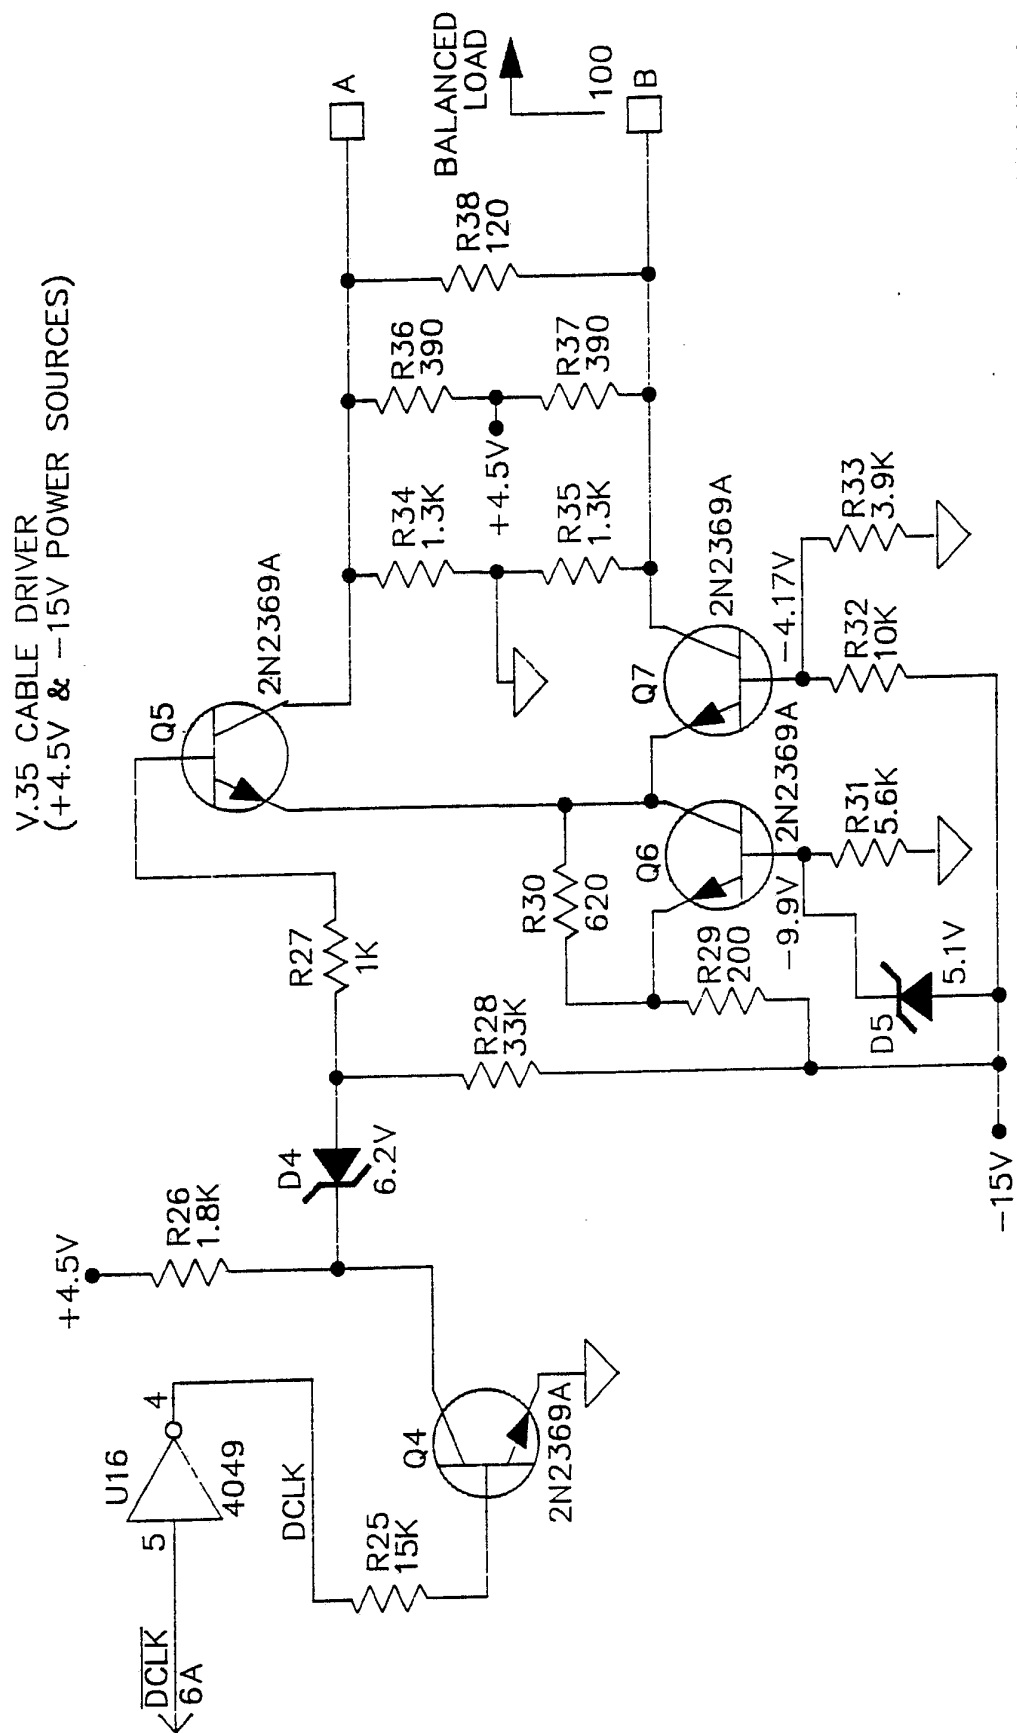 V.35 CABLE DRIVER
(+4.5V & −15V POWER SOURCES)
DCLK
6A
5
U16
4
4049
DCLK
R25
15K
Q4
2N2369A
+4.5V
R26
1.8K
D4
6.2V
R27
1K
R28
33K
−15V
Q5
2N2369A
R30
620
R29
200
Q6
2N2369A
−9.9V
D5
5.1V
R31
5.6K
Q7
2N2369A
−4.17V
R32
10K
R33
3.9K
R34
1.3K
+4.5V
R35
1.3K
R36
390
R37
390
R38
120
A
BALANCED
LOAD
100
B